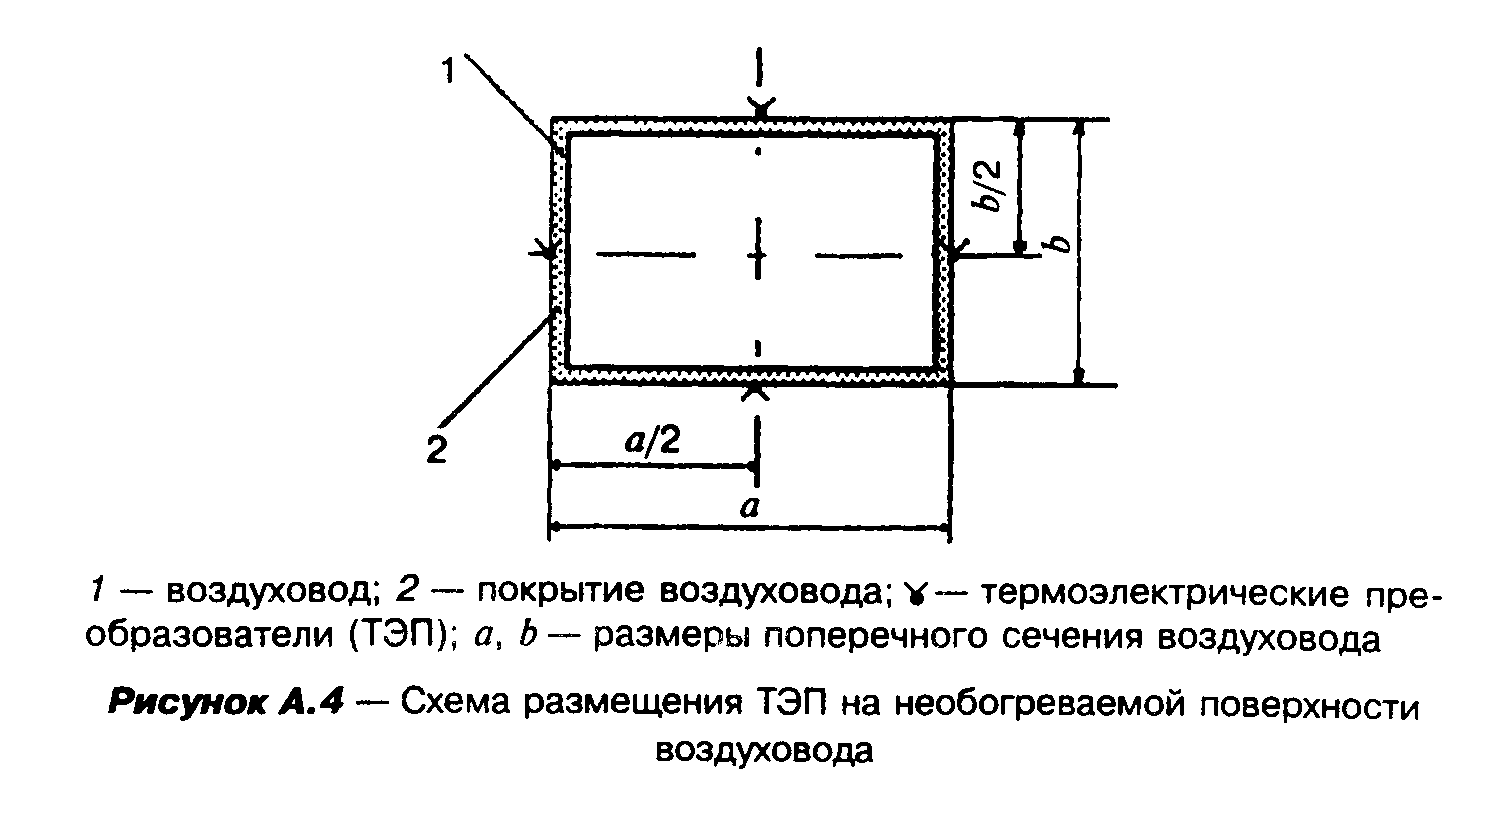 1
b/2
b
2
a/2
a
1 — воздуховод; 2 — покрытие воздуховода; — термоэлектрические пре-
образователи (ТЭП); a, b — размеры поперечного сечения воздуховода
Рисунок А.4 — Схема размещения ТЭП на необогреваемой поверхности
воздуховода